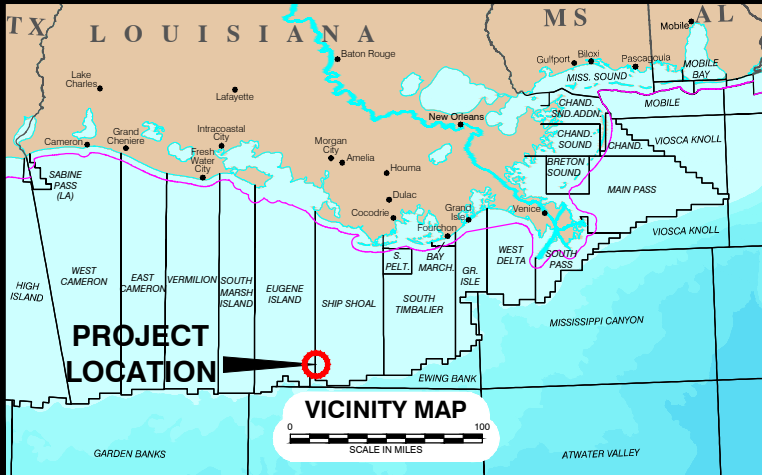 TX
LOUISIANA
MS
AL
Mobile
Baton Rouge
Gulfport
Biloxi
Pascagoula
MISS. SOUND
MOBILE
BAY
Lake
Charles
Lafayette
MOBILE
CHAND.
SND.ADDN.
New Orleans
Cameron
Grand
Cheniere
Intracoastal
City
Fresh
Water
City
Morgan
City
Amelia
Houma
CHAND.
SOUND
CHAND.
VIOSCA KNOLL
BRETON
SOUND
SABINE
PASS
(LA)
MAIN PASS
Dulac
Cocodrie
Grand
Isle
Venice
Fourchon
VIOSCA KNOLL
S.
PELT.
BAY
MARCH.
WEST
DELTA
SOUTH
PASS
HIGH
ISLAND
WEST
CAMERON
EAST
CAMERON
VERMILION
SOUTH
MARSH
ISLAND
EUGENE
ISLAND
SHIP SHOAL
SOUTH
TIMBALIER
GR.
ISLE
MISSISSIPPI CANYON
PROJECT
LOCATION
EWING BANK
VICINITY MAP
0 100
SCALE IN MILES
GARDEN BANKS
ATWATER VALLEY